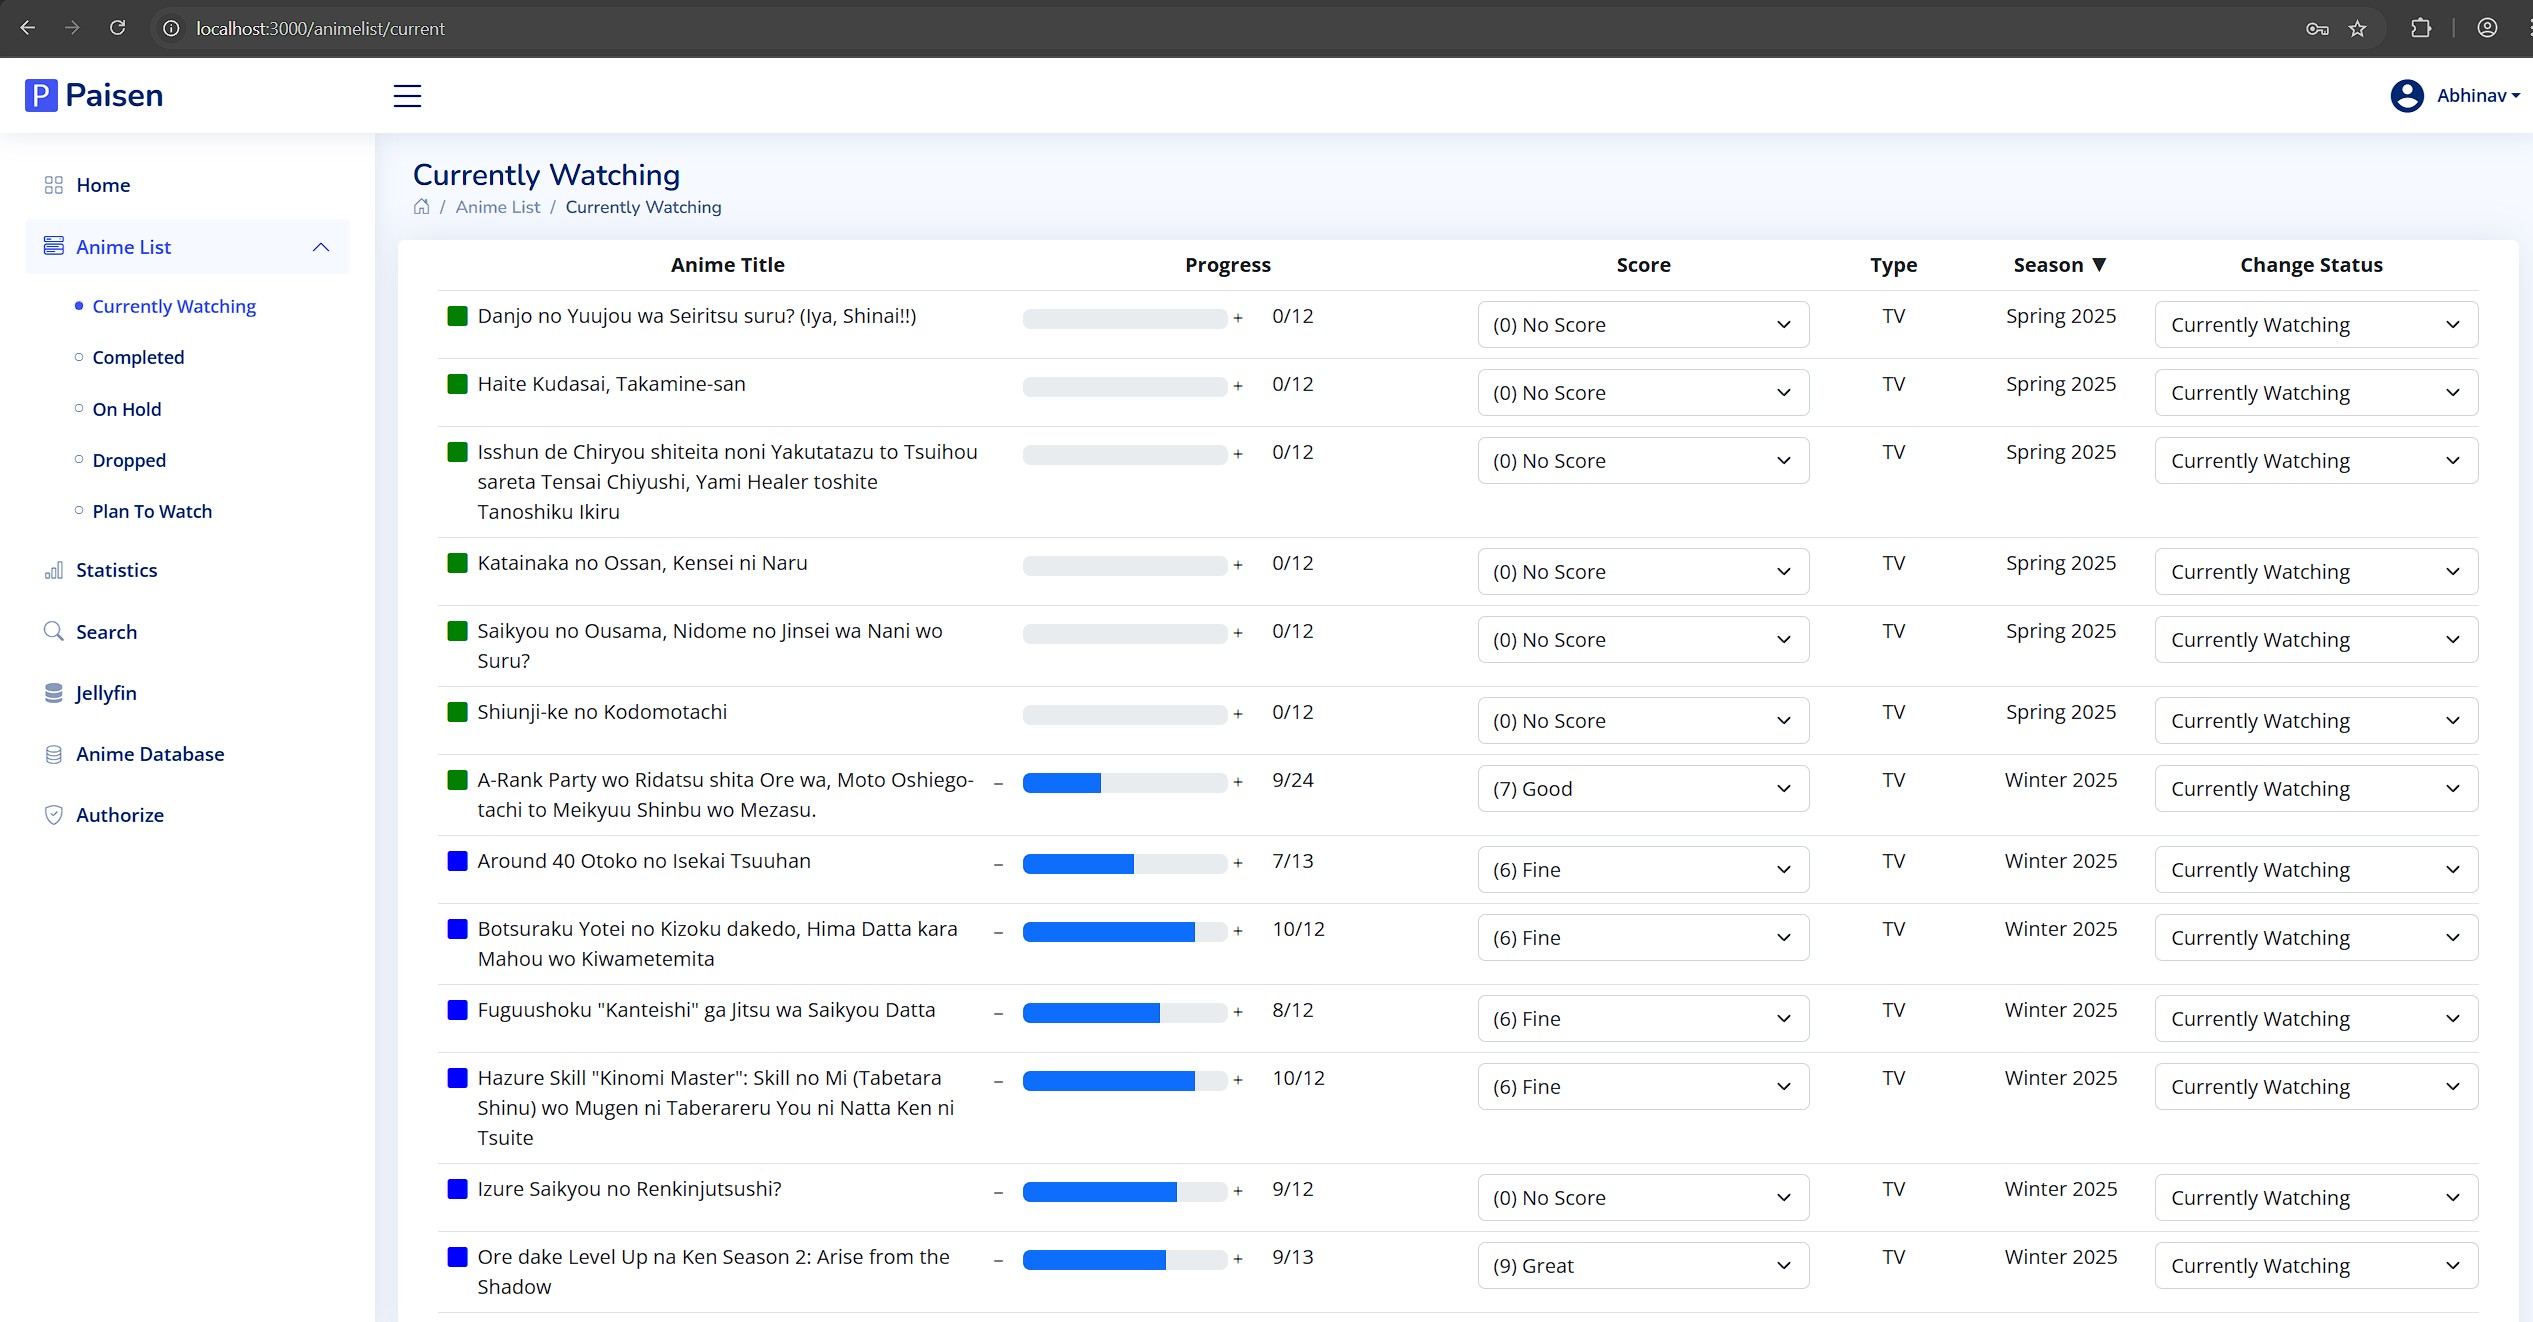 localhost:3000/animelist/current
P Paisen
Abhinav
Home
Anime List
Currently Watching
Completed
On Hold
Dropped
Plan To Watch
Statistics
Search
Jellyfin
Anime Database
Authorize
Currently Watching
/ Anime List / Currently Watching
Anime Title Progress Score Type Season ▼ Change Status
Danjo no Yuujou wa Seiritsu suru? (Iya, Shinai!!) + 0/12 (0) No Score TV Spring 2025 Currently Watching
Haite Kudasai, Takamine-san + 0/12 (0) No Score TV Spring 2025 Currently Watching
Isshun de Chiryou shiteita noni Yakutatazu to Tsuihou + 0/12 (0) No Score TV Spring 2025 Currently Watching
sareta Tensai Chiyushi, Yami Healer toshite
Tanoshiku Ikiru
Katainaka no Ossan, Kensei ni Naru + 0/12 (0) No Score TV Spring 2025 Currently Watching
Saikyou no Ousama, Nidome no Jinsei wa Nani wo + 0/12 (0) No Score TV Spring 2025 Currently Watching
Suru?
Shiunji-ke no Kodomotachi + 0/12 (0) No Score TV Spring 2025 Currently Watching
A-Rank Party wo Ridatsu shita Ore wa, Moto Oshiego- – + 9/24 (7) Good TV Winter 2025 Currently Watching
tachi to Meikyuu Shinbu wo Mezasu.
Around 40 Otoko no Isekai Tsuuhan – + 7/13 (6) Fine TV Winter 2025 Currently Watching
Botsuraku Yotei no Kizoku dakedo, Hima Datta kara – + 10/12 (6) Fine TV Winter 2025 Currently Watching
Mahou wo Kiwametemita
Fuguushoku "Kanteishi" ga Jitsu wa Saikyou Datta – + 8/12 (6) Fine TV Winter 2025 Currently Watching
Hazure Skill "Kinomi Master": Skill no Mi (Tabetara – + 10/12 (6) Fine TV Winter 2025 Currently Watching
Shinu) wo Mugen ni Taberareru You ni Natta Ken ni
Tsuite
Izure Saikyou no Renkinjutsushi? – + 9/12 (0) No Score TV Winter 2025 Currently Watching
Ore dake Level Up na Ken Season 2: Arise from the – + 9/13 (9) Great TV Winter 2025 Currently Watching
Shadow